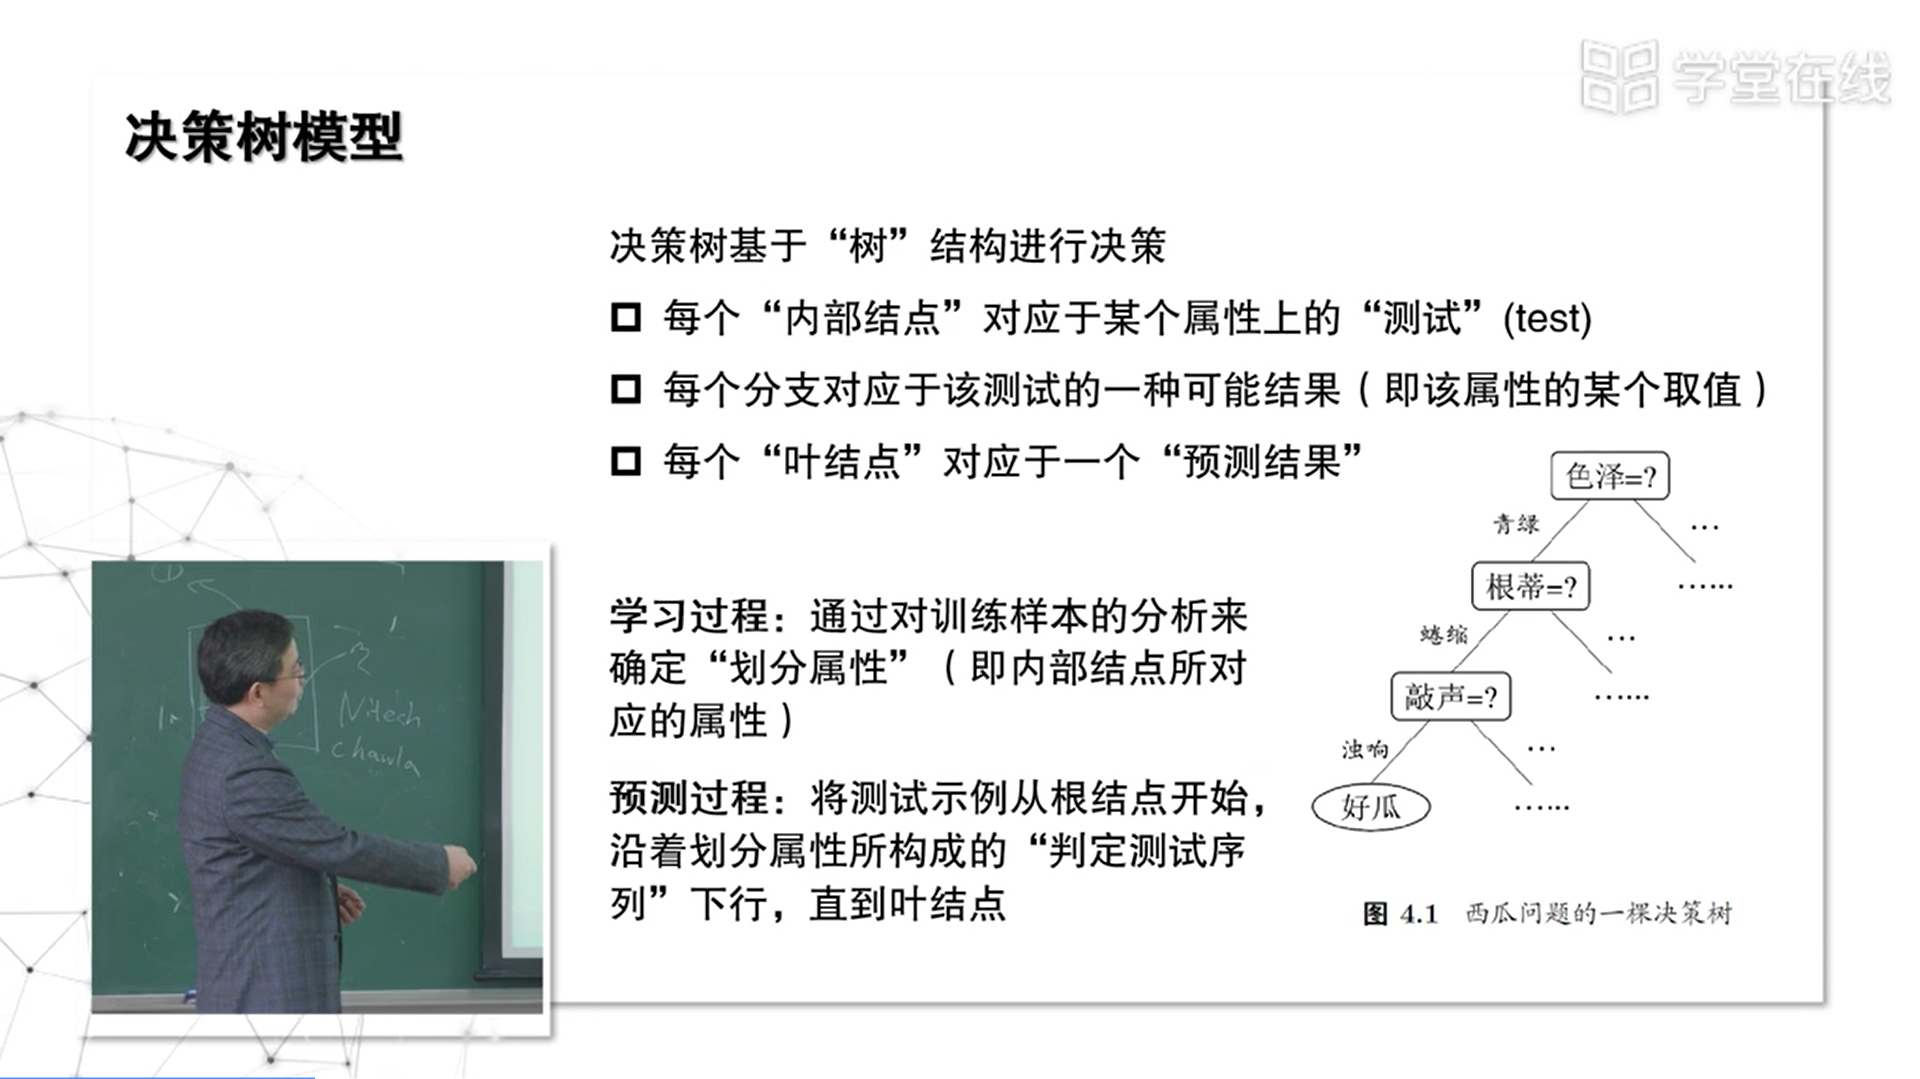 学堂在线
决策树模型
决策树基于“树”结构进行决策
每个“内部结点”对应于某个属性上的“测试”(test)
每个分支对应于该测试的一种可能结果(即该属性的某个取值)
每个“叶结点”对应于一个“预测结果”
学习过程:通过对训练样本的分析来
确定“划分属性”(即内部结点所对
应的属性)
预测过程:将测试示例从根结点开始,
沿着划分属性所构成的“判定测试序
列”下行,直到叶结点
色泽=?
青绿
…
……
根蒂=?
蜷缩
…
……
敲声=?
浊响
…
……
好瓜
图 4.1 西瓜问题的一棵决策树
Nitesh
chawla